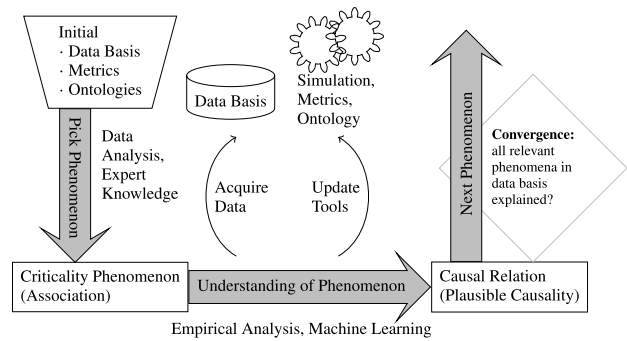 Initial
· Data Basis
· Metrics
· Ontologies
Pick Phenomenon
Data
Analysis,
Expert
Knowledge
Data Basis
Simulation,
Metrics,
Ontology
Acquire
Data
Update
Tools
Next Phenomenon
Convergence:
all relevant
phenomena in
data basis
explained?
Criticality Phenomenon
(Association)
Understanding of Phenomenon
Causal Relation
(Plausible Causality)
Empirical Analysis, Machine Learning